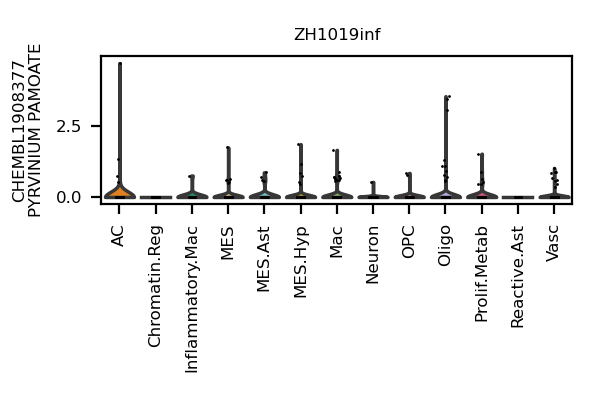 ZH1019inf
CHEMBL1908377
PYRVINIUM PAMOATE
2.5
0.0
AC
Chromatin.Reg
Inflammatory.Mac
MES
MES.Ast
MES.Hyp
Mac
Neuron
OPC
Oligo
Prolif.Metab
Reactive.Ast
Vasc